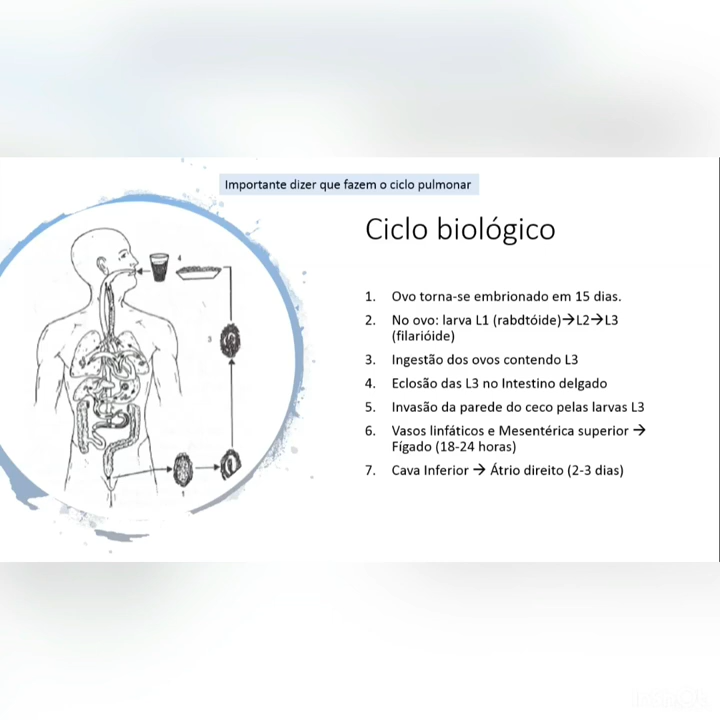 Importante dizer que fazem o ciclo pulmonar
Ciclo biológico
1. Ovo torna-se embrionado em 15 dias.
2. No ovo: larva L1 (rabdtóide)→L2→L3
(filarióide)
3. Ingestão dos ovos contendo L3
4. Eclosão das L3 no Intestino delgado
5. Invasão da parede do ceco pelas larvas L3
6. Vasos linfáticos e Mesentérica superior →
Fígado (18-24 horas)
7. Cava Inferior → Átrio direito (2-3 dias)